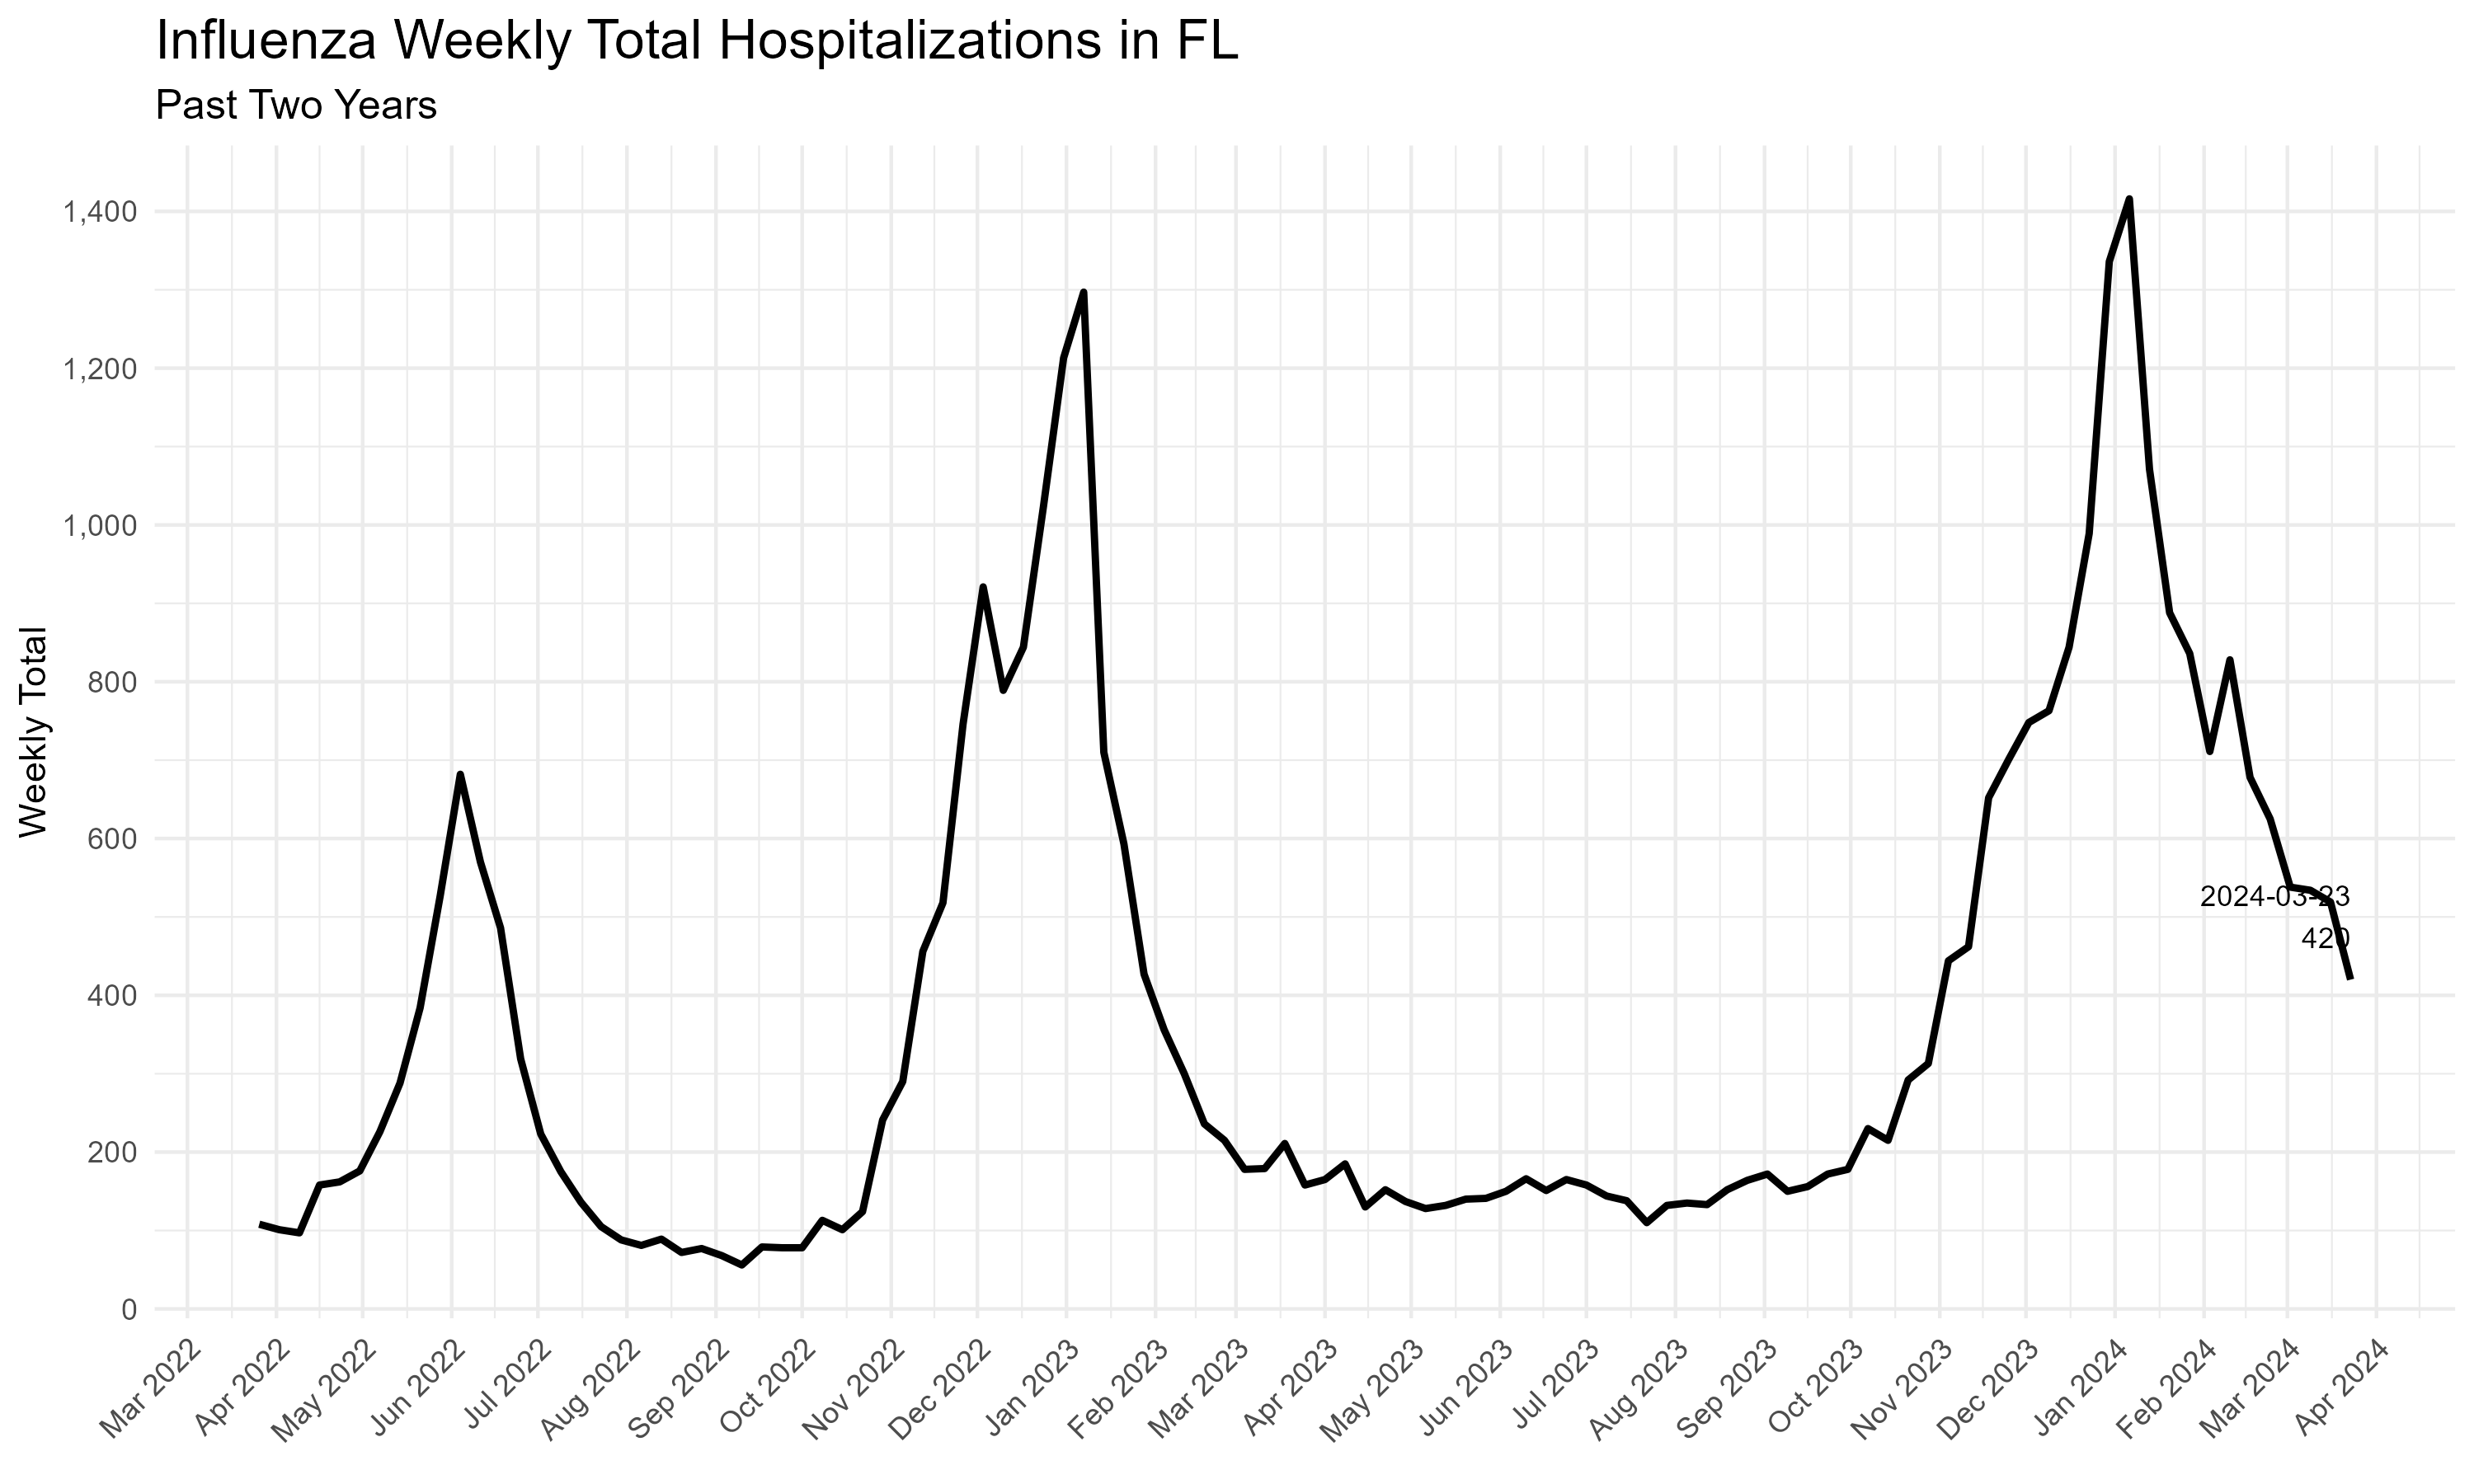 Influenza Weekly Total Hospitalizations in FL
Past Two Years
Weekly Total
1,400
1,200
1,000
800
600
400
200
0
2024-03-23
420
Mar 2022
Apr 2022
May 2022
Jun 2022
Jul 2022
Aug 2022
Sep 2022
Oct 2022
Nov 2022
Dec 2022
Jan 2023
Feb 2023
Mar 2023
Apr 2023
May 2023
Jun 2023
Jul 2023
Aug 2023
Sep 2023
Oct 2023
Nov 2023
Dec 2023
Jan 2024
Feb 2024
Mar 2024
Apr 2024